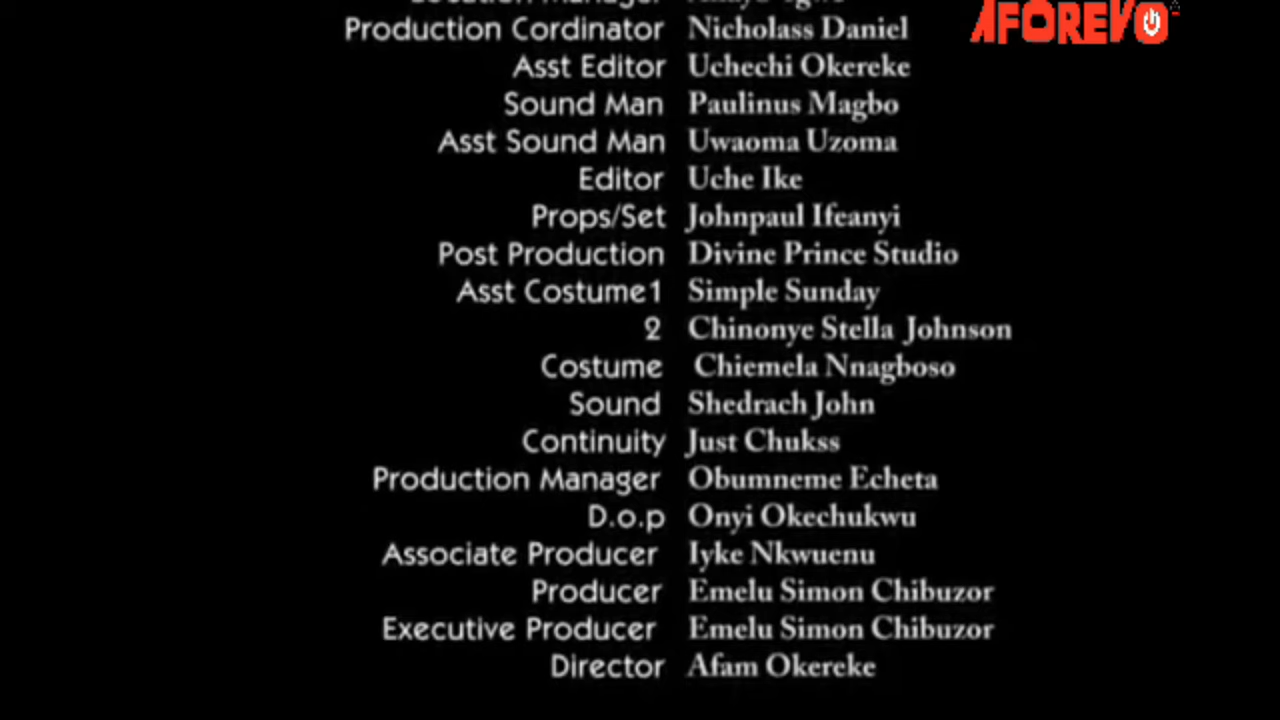 Location Manager
AFOREVO
Production Cordinator Nicholass Daniel
Asst Editor Uchechi Okereke
Sound Man Paulinus Magbo
Asst Sound Man Uwaoma Uzoma
Editor Uche Ike
Props/Set Johnpaul Ifeanyi
Post Production Divine Prince Studio
Asst Costume1 Simple Sunday
2 Chinonye Stella Johnson
Costume Chiemela Nnagboso
Sound Shedrach John
Continuity Just Chukss
Production Manager Obumneme Echeta
D.o.p Onyi Okechukwu
Associate Producer Iyke Nkwuenu
Producer Emelu Simon Chibuzor
Executive Producer Emelu Simon Chibuzor
Director Afam Okereke